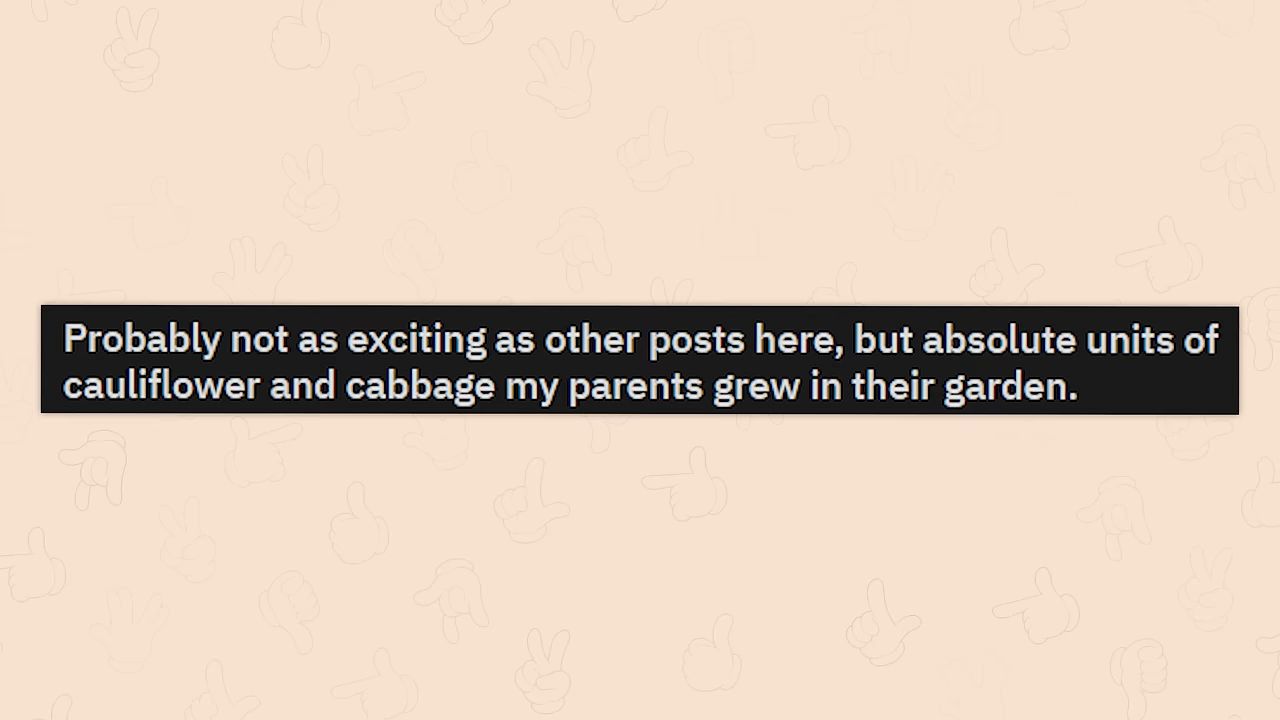 Probably not as exciting as other posts here, but absolute units of
cauliflower and cabbage my parents grew in their garden.